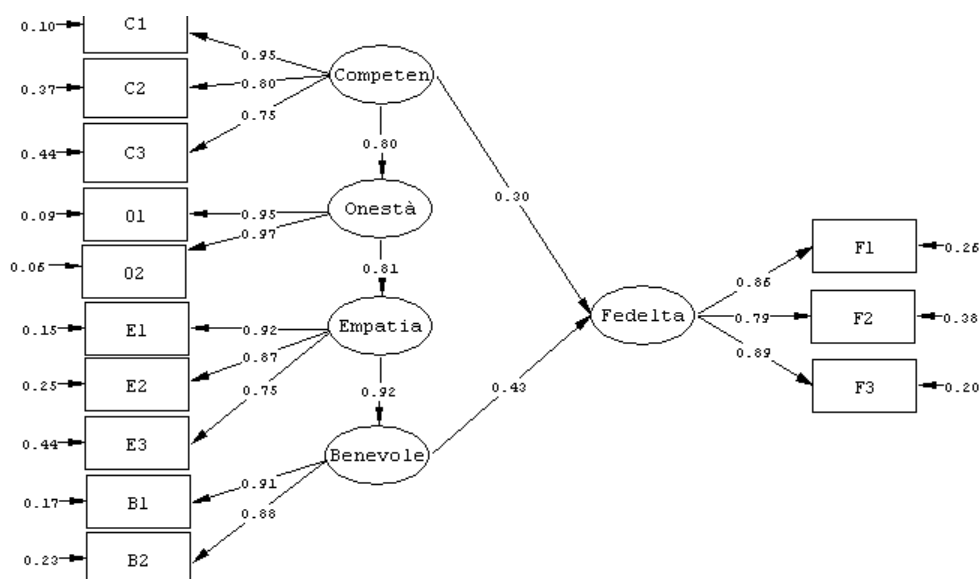 0.10 C1
0.95
Competen
0.37 C2
0.80
0.75
0.44 C3
0.80
0.09 O1
0.95
Onestà
0.30
0.97
0.06 O2
0.81
F1 0.26
0.86
0.15 E1
0.92
Empatia
Fedelta
0.79
F2 0.38
0.87
0.89
0.25 E2
0.75
0.92
0.43
F3 0.20
0.44 E3
Benevole
0.91
0.17 B1
0.88
0.23 B2